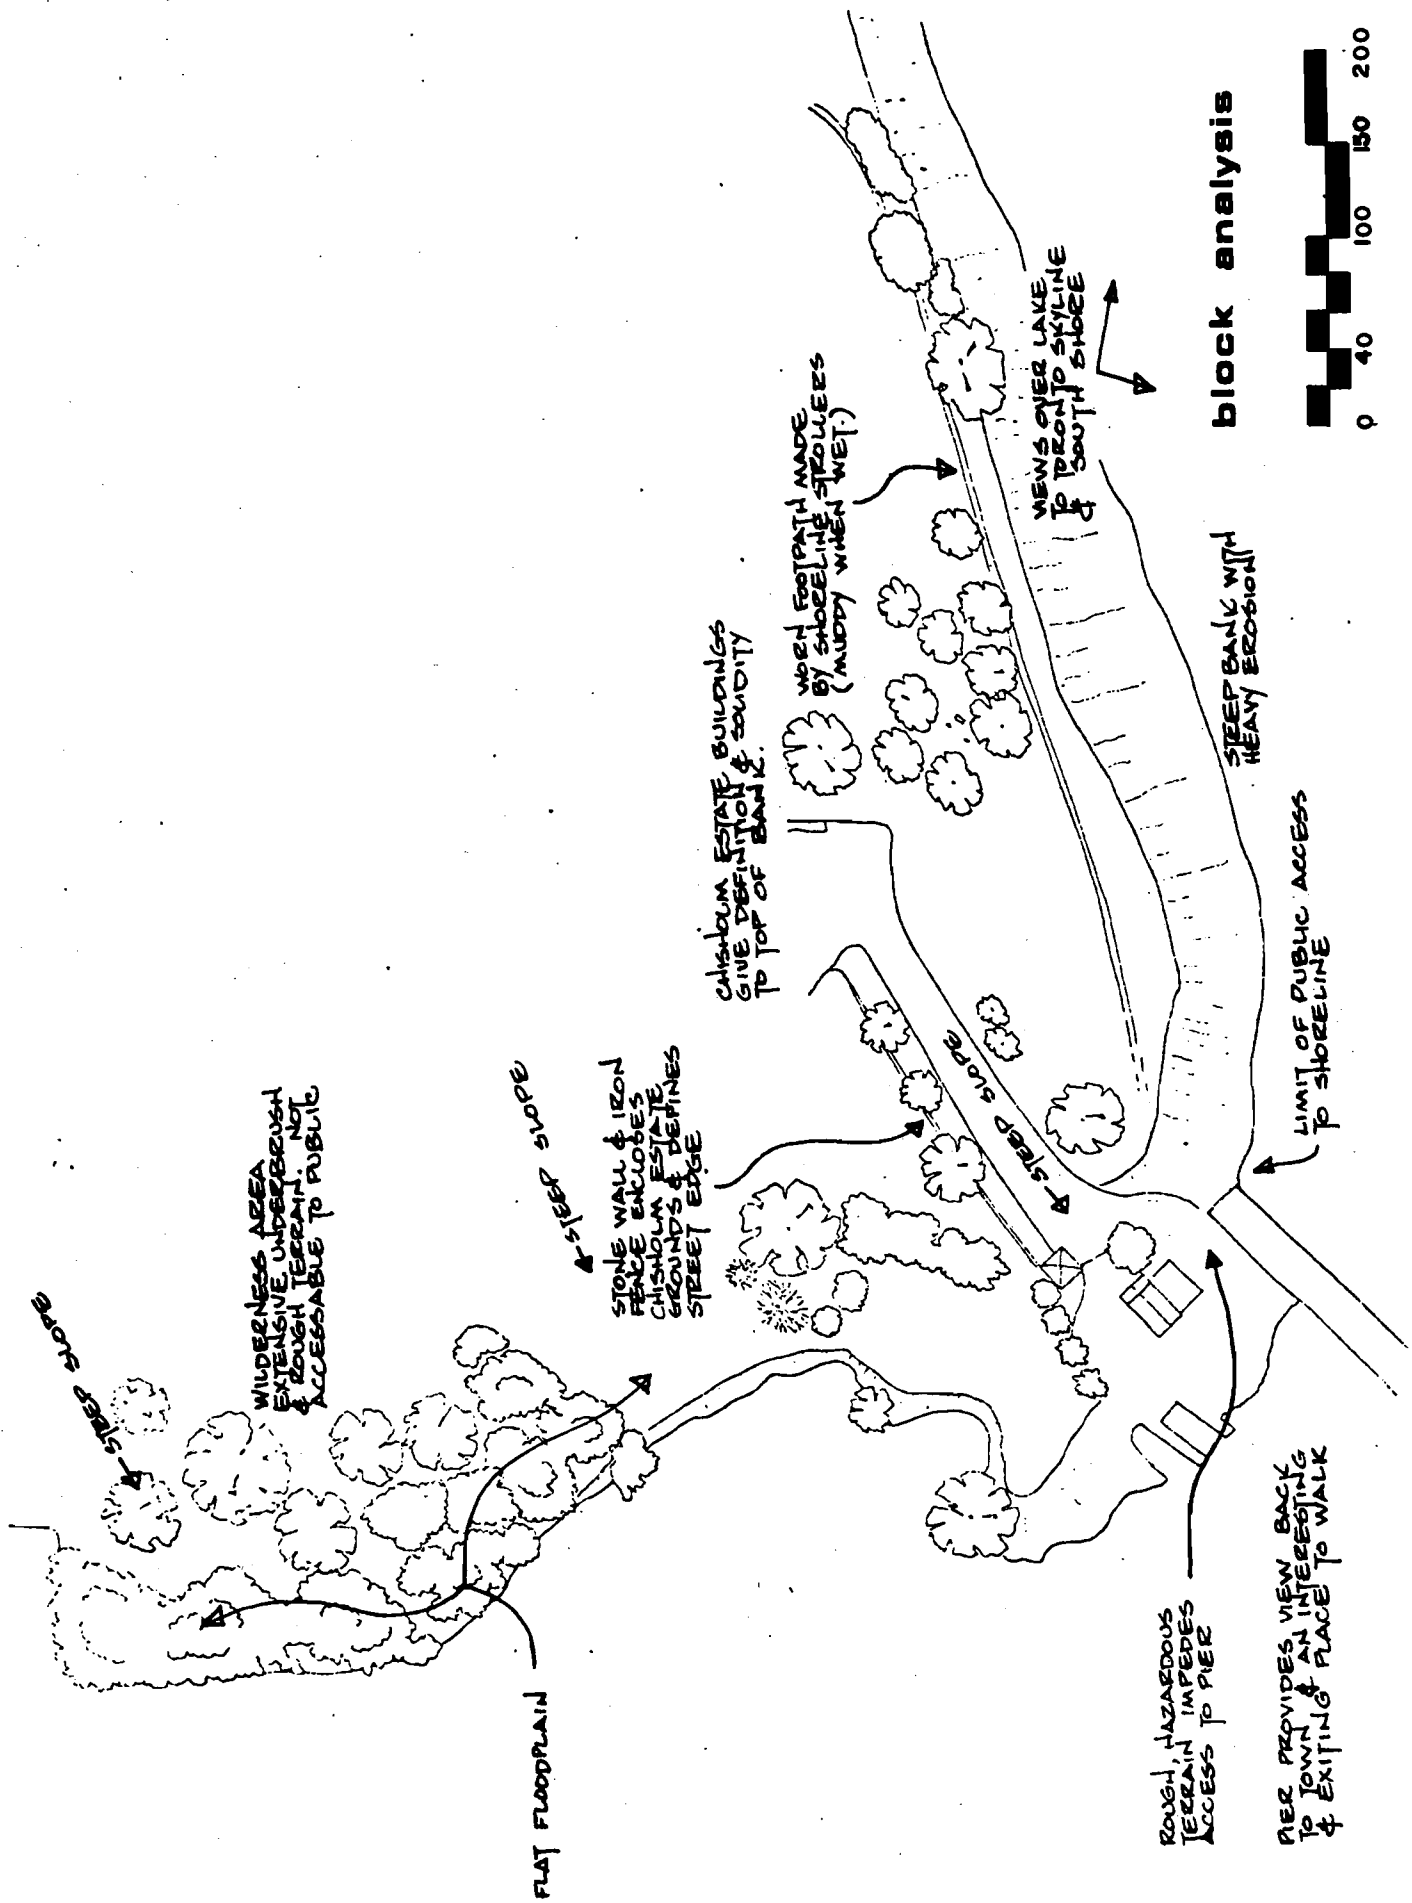 STEEP SLOPE
WILDERNESS AREA
EXTENSIVE UNDERBRUSH
& ROUGH TERRAIN. NOT
ACCESSABLE TO PUBLIC
STEEP SLOPE
FLAT FLOODPLAIN
STONE WALL & IRON
FENCE ENCLOSES
CHISHOLM ESTATE
GROUNDS & DEFINES
STREET EDGE
CHISHOLM ESTATE BUILDINGS
GIVE DEFINITION & SOLIDITY
TO TOP OF BANK.
WORN FOOTPATH MADE
BY SHORELINE STROLLERS
(MUDDY WHEN WET.)
STEEP SLOPE
VIEWS OVER LAKE
TO TORONTO SKYLINE
& SOUTH SHORE
STEEP BANK WITH
HEAVY EROSION
LIMIT OF PUBLIC ACCESS
TO SHORELINE
ROUGH, HAZARDOUS
TERRAIN IMPEDES
ACCESS TO PIER
PIER PROVIDES VIEW BACK
TO TOWN & AN INTERESTING
& EXITING PLACE TO WALK
block analysis
0 40 100 150 200